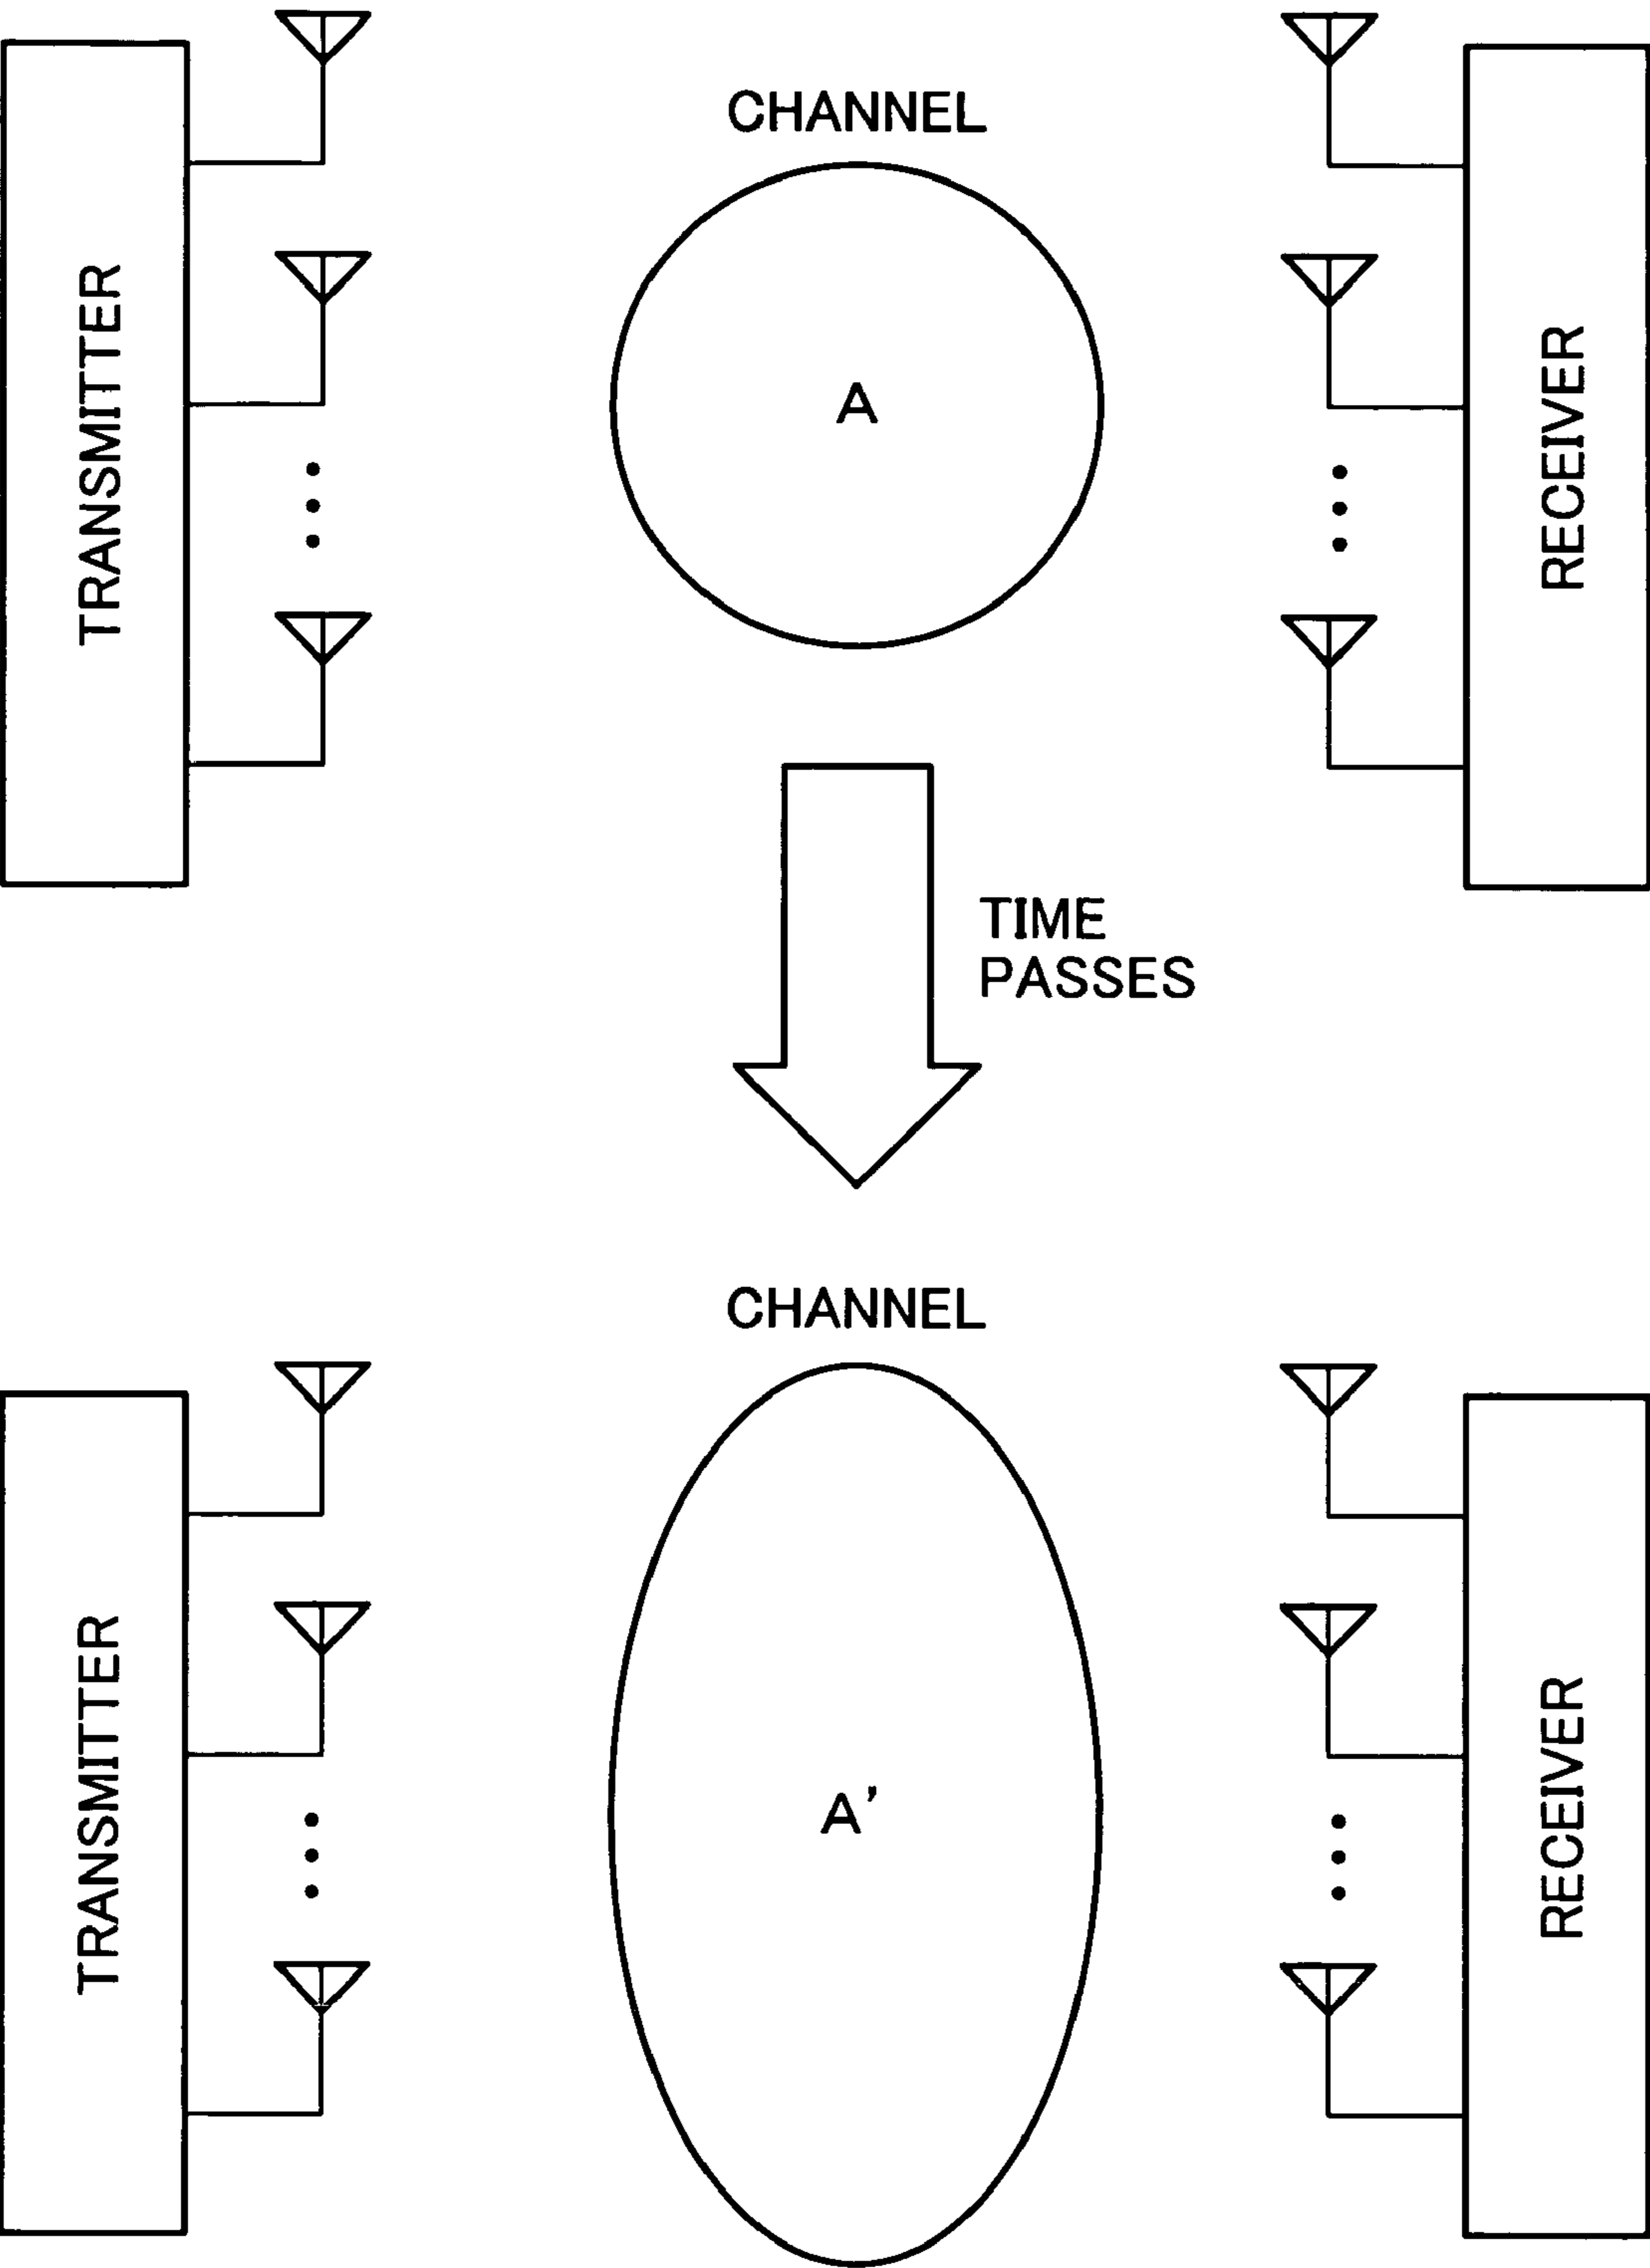 CHANNEL
TRANSMITTER
A
RECEIVER
TIME
PASSES
CHANNEL
TRANSMITTER
A'
RECEIVER